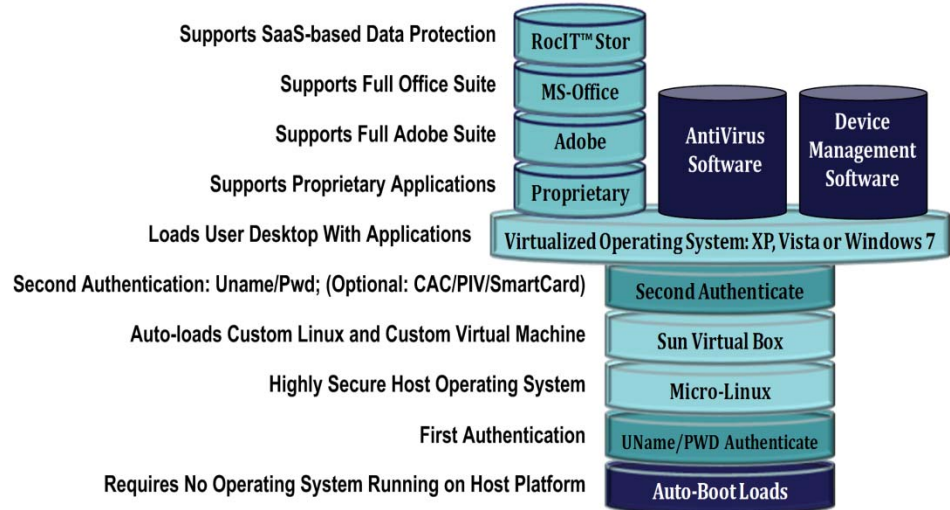 Supports SaaS-based Data Protection
RocIT™ Stor
Supports Full Office Suite
MS-Office
Supports Full Adobe Suite
Adobe
Supports Proprietary Applications
Proprietary
AntiVirus
Software
Device
Management
Software
Loads User Desktop With Applications
Virtualized Operating System: XP, Vista or Windows 7
Second Authentication: Uname/Pwd; (Optional: CAC/PIV/SmartCard)
Second Authenticate
Auto-loads Custom Linux and Custom Virtual Machine
Sun Virtual Box
Highly Secure Host Operating System
Micro-Linux
First Authentication
UName/PWD Authenticate
Requires No Operating System Running on Host Platform
Auto-Boot Loads